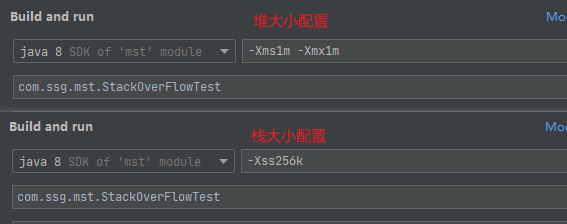 堆大小配置
Build and run
Mo
java 8 SDK of 'mst' module
-Xms1m -Xmx1m
com.ssg.mst.StackOverFlowTest
Build and run
Mo
栈大小配置
java 8 SDK of 'mst' module
-Xss256k
com.ssg.mst.StackOverFlowTest